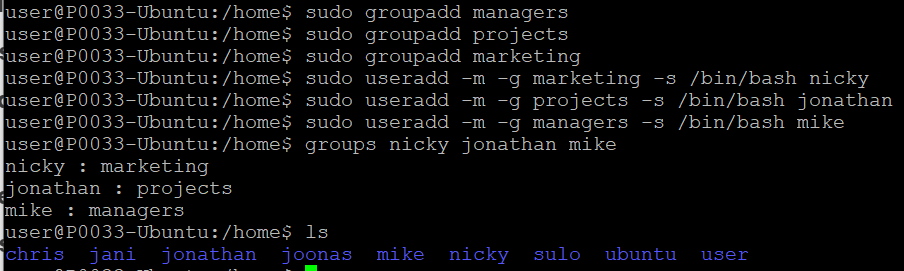 user@P0033-Ubuntu:/home$ sudo groupadd managers
user@P0033-Ubuntu:/home$ sudo groupadd projects
user@P0033-Ubuntu:/home$ sudo groupadd marketing
user@P0033-Ubuntu:/home$ sudo useradd -m -g marketing -s /bin/bash nicky
user@P0033-Ubuntu:/home$ sudo useradd -m -g projects -s /bin/bash jonathan
user@P0033-Ubuntu:/home$ sudo useradd -m -g managers -s /bin/bash mike
user@P0033-Ubuntu:/home$ groups nicky jonathan mike
nicky : marketing
jonathan : projects
mike : managers
user@P0033-Ubuntu:/home$ ls
chris jani jonathan joonas mike nicky sulo ubuntu user
user@P0033-Ubuntu:/home$